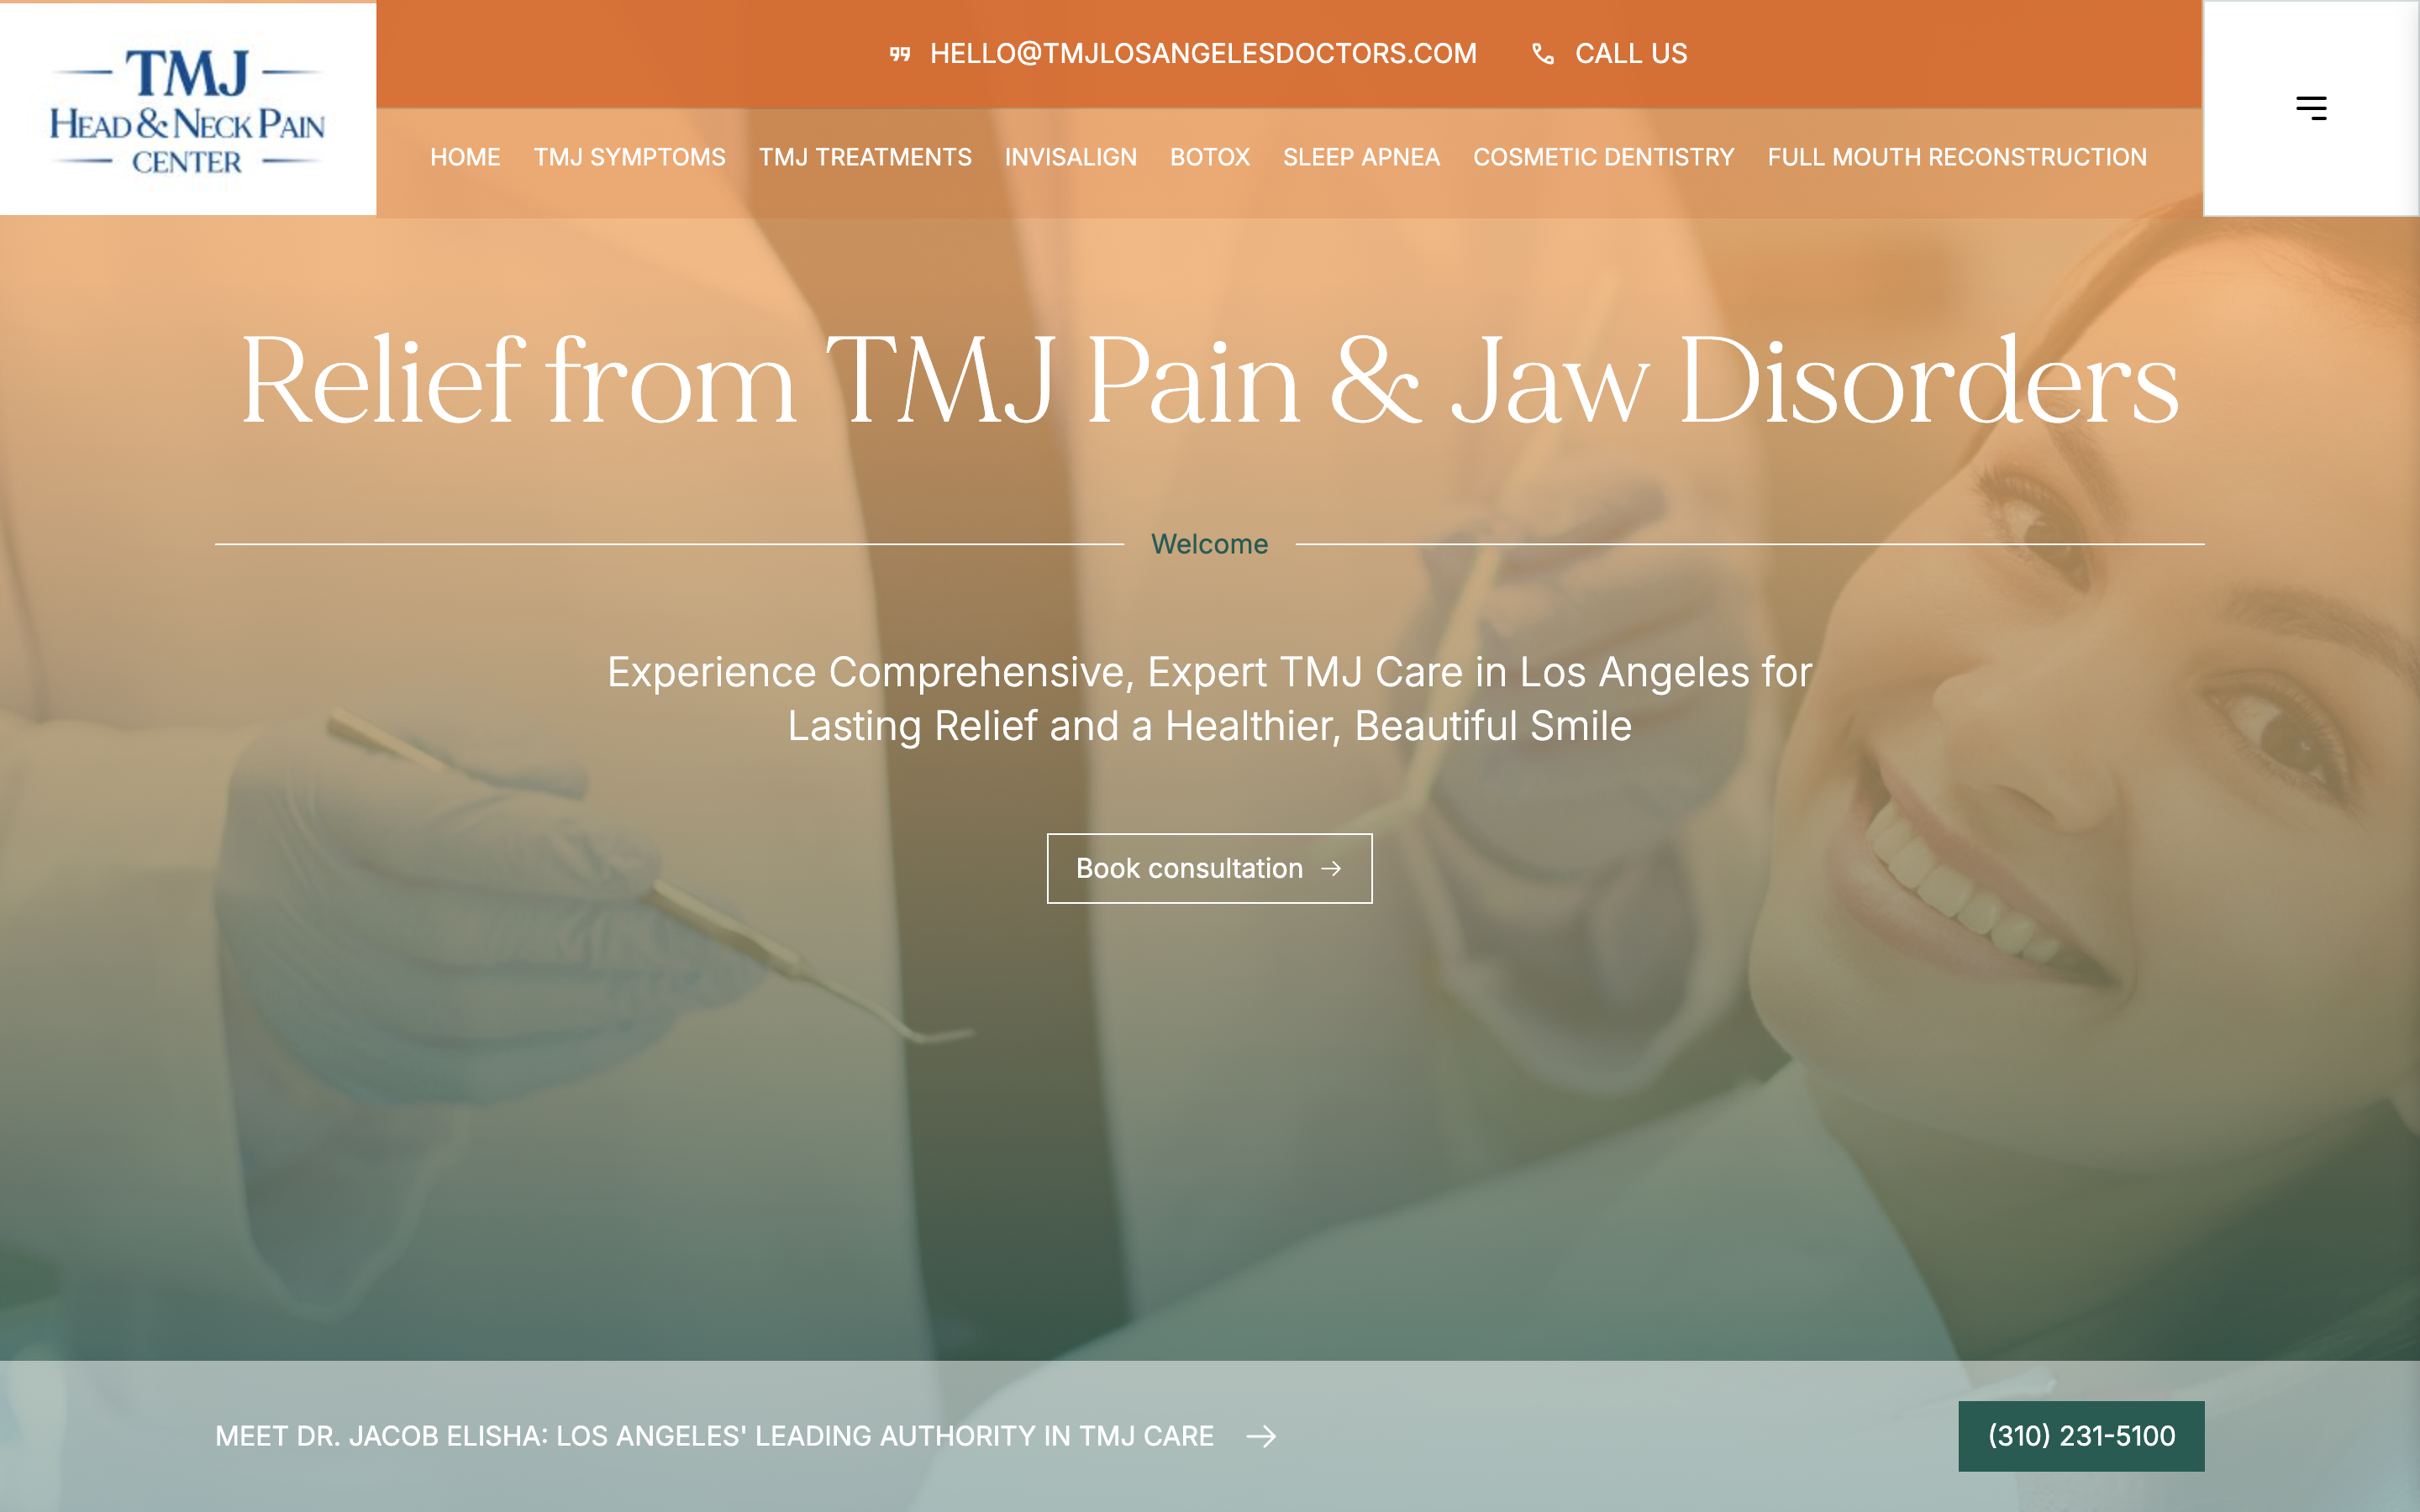 TMJ
HEAD & NECK PAIN
CENTER
HELLO@TMJLOSANGELESDOCTORS.COM
CALL US
HOME TMJ SYMPTOMS TMJ TREATMENTS INVISALIGN BOTOX SLEEP APNEA COSMETIC DENTISTRY FULL MOUTH RECONSTRUCTION
Relief from TMJ Pain & Jaw Disorders
Welcome
Experience Comprehensive, Expert TMJ Care in Los Angeles for
Lasting Relief and a Healthier, Beautiful Smile
Book consultation
MEET DR. JACOB ELISHA: LOS ANGELES' LEADING AUTHORITY IN TMJ CARE
(310) 231-5100